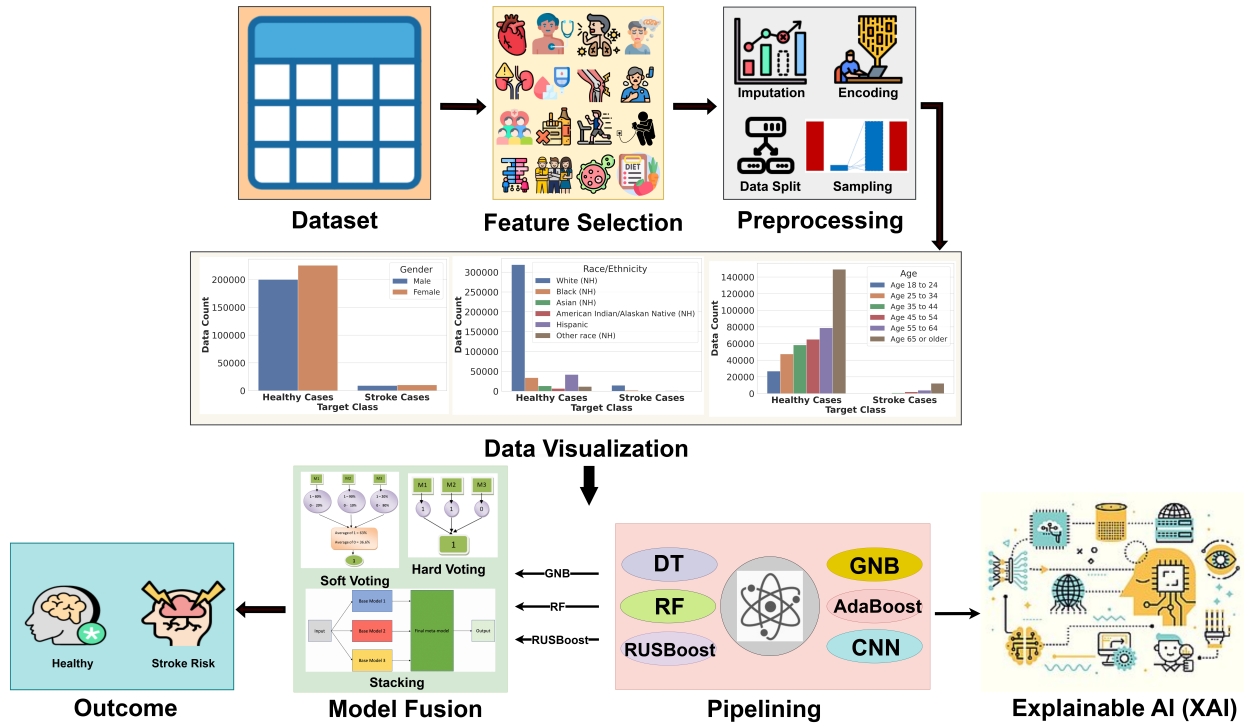 Imputation
Encoding
Data Split
Sampling
DIET
Dataset
Feature Selection
Preprocessing
Data Count
200000
150000
100000
50000
0
Gender
Male
Female
Healthy Cases
Stroke Cases
Target Class
Data Count
300000
250000
200000
150000
100000
50000
0
Race/Ethnicity
White (NH)
Black (NH)
Asian (NH)
American Indian/Alaskan Native (NH)
Hispanic
Other race (NH)
Healthy Cases
Stroke Cases
Target Class
Data Count
140000
120000
100000
80000
60000
40000
20000
0
Age
Age 18 to 24
Age 25 to 34
Age 35 to 44
Age 45 to 54
Age 55 to 64
Age 65 or older
Healthy Cases
Stroke Cases
Target Class
Data Visualization
M1
M2
M3
Average of 1 = 60%
1
Soft Voting
M1
M2
M3
1
1
0
1
Hard Voting
Input
Base Model 1
Base Model 2
Base Model 3
Final meta-model
Output
Stacking
Model Fusion
GNB
RF
RUSBoost
DT
RF
RUSBoost
GNB
AdaBoost
CNN
Pipelining
Explainable AI (XAI)
Healthy
Stroke Risk
Outcome